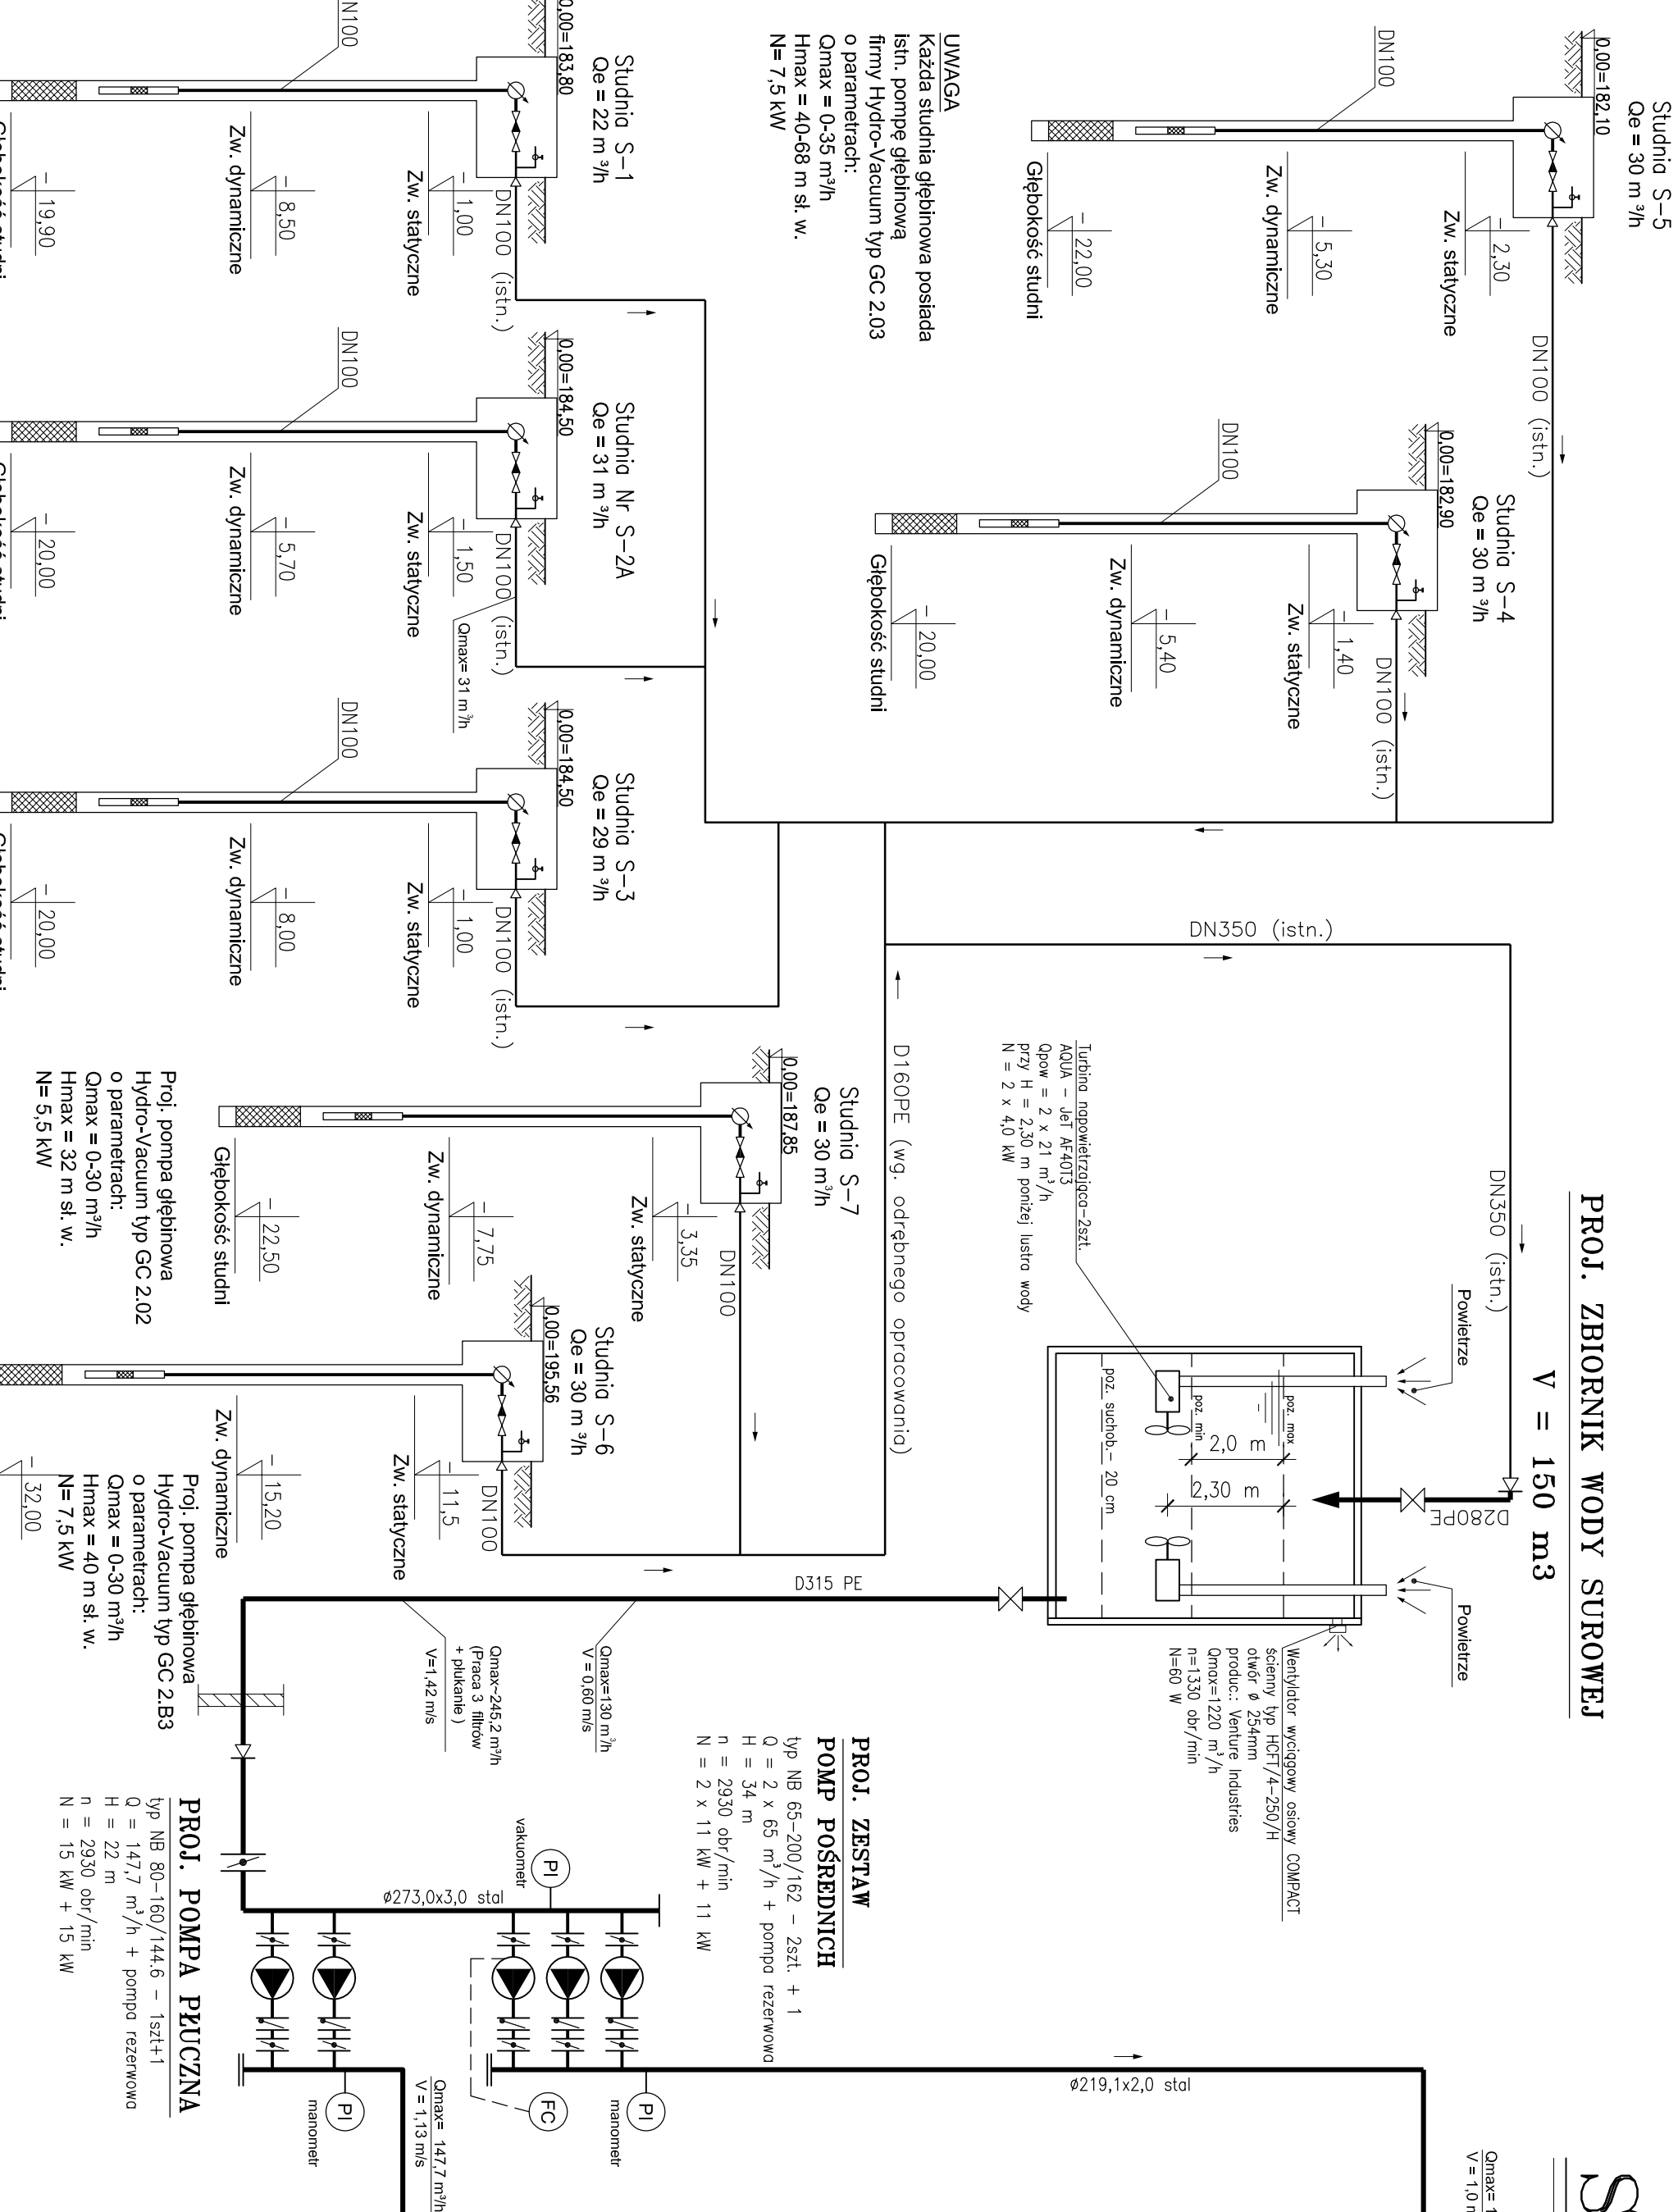 Studnia S-5
Qe = 30 m³/h
0,00=182,10
DN100
- 2,30
Zw. statyczne
- 5,30
Zw. dynamiczne
- 22,00
Głębokość studni
DN100 (istn.)
Studnia S-4
Qe = 30 m³/h
0,00=182,90
DN100
- 1,40
Zw. statyczne
- 5,40
Zw. dynamiczne
- 20,00
Głębokość studni
DN100 (istn.)
UWAGA
Każda studnia głębinowa posiada
istn. pompę głębinową
firmy Hydro-Vacuum typ GC 2.03
o parametrach:
Qmax = 0-35 m³/h
Hmax = 40-68 m sł. w.
N= 7,5 kW
Studnia S-1
Qe = 22 m³/h
0,00=183,80
DN100
- 1,00
Zw. statyczne
- 8,50
Zw. dynamiczne
- 19,90
Głębokość studni
DN100 (istn.)
Studnia Nr S-2A
Qe = 31 m³/h
0,00=184,50
DN100
- 1,50
Zw. statyczne
- 5,70
Zw. dynamiczne
- 20,00
Głębokość studni
DN100 (istn.)
Qmax= 31 m³/h
Studnia S-3
Qe = 29 m³/h
0,00=184,50
DN100
- 1,00
Zw. statyczne
- 8,00
Zw. dynamiczne
- 20,00
Głębokość studni
DN100 (istn.)
DN350 (istn.)
DN350 (istn.)
D160PE (wg. odrębnego opracowania)
Studnia S-7
Qe = 30 m³/h
0,00=187,85
- 3,35
Zw. statyczne
- 7,75
Zw. dynamiczne
- 22,50
Głębokość studni
DN100
Proj. pompa głębinowa
Hydro-Vacuum typ GC 2.02
o parametrach:
Qmax = 0-30 m³/h
Hmax = 32 m sł. w.
N= 5,5 kW
Studnia S-6
Qe = 30 m³/h
0,00=195,56
- 11,5
Zw. statyczne
- 15,20
Zw. dynamiczne
- 32,00
DN100
Proj. pompa głębinowa
Hydro-Vacuum typ GC 2.B3
o parametrach:
Qmax = 0-30 m³/h
Hmax = 40 m sł. w.
N= 7,5 kW
PROJ. ZBIORNIK WODY SUROWEJ
V = 150 m3
Powietrze
Powietrze
D280PE
Turbina napowietrzająca-2szt.
AQUA - JeT AF40T3
Qpow = 2 x 21 m³/h
przy H = 2,30 m poniżej lustra wody
N = 2 x 4,0 kW
poz. max
poz. min
poz. suchob.- 20 cm
2,0 m
2,30 m
Wentylator wyciągowy osiowy COMPACT
ścienny typ HCFT/4-250/H
otwór ø 254mm
produc.: Venture Industries
Qmax=1220 m³/h
n=1330 obr/min
N=60 W
D315 PE
Qmax=130 m³/h
V = 0,60 m/s
Qmax~245,2 m³/h
(Praca 3 filtrów
+ płukanie )
V=1,42 m/s
PROJ. ZESTAW
POMP POŚREDNICH
typ NB 65-200/162 - 2szt. + 1
Q = 2 x 65 m³/h + pompa rezerwowa
H = 34 m
n = 2930 obr/min
N = 2 x 11 kW + 11 kW
PI
vakuometr
ø273,0x3,0 stal
PROJ. POMPA PŁUCZNA
typ NB 80-160/144.6 - 1szt+1
Q = 147,7 m³/h + pompa rezerwowa
H = 22 m
n = 2930 obr/min
N = 15 kW + 15 kW
PI
manometr
FC
PI
manometr
ø219,1x2,0 stal
Qmax= 147,7 m³/h
V = 1,13 m/s
Qmax= 1
V = 1,0 m
S